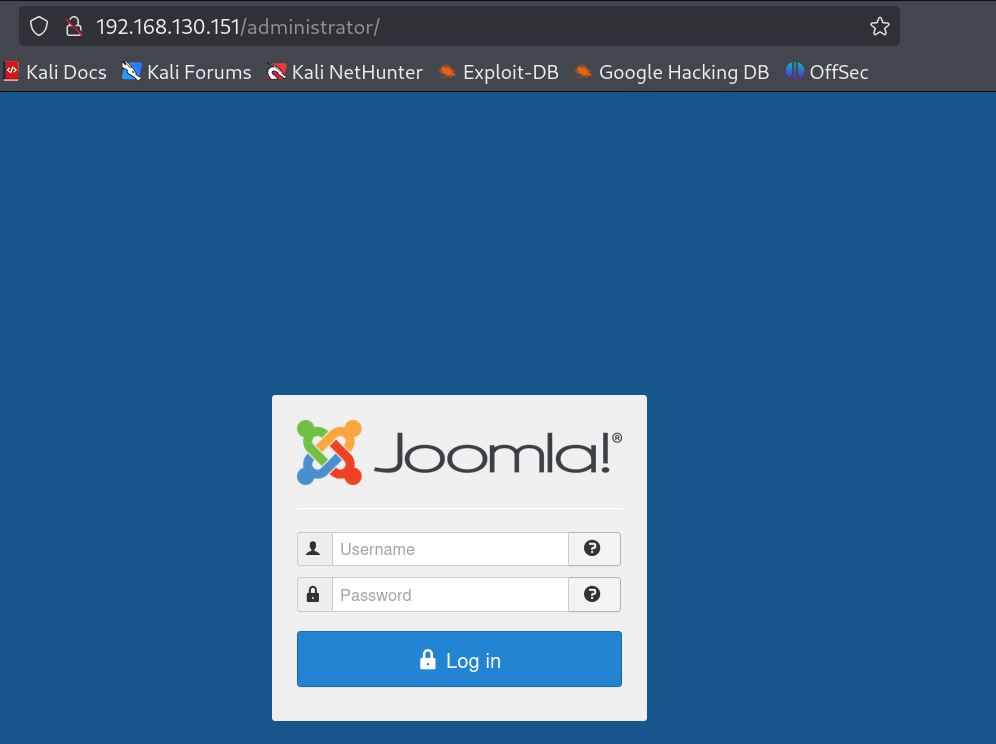 192.168.130.151/administrator/
Kali Docs Kali Forums Kali NetHunter Exploit-DB Google Hacking DB OffSec
Joomla!®
Username
Password
Log in